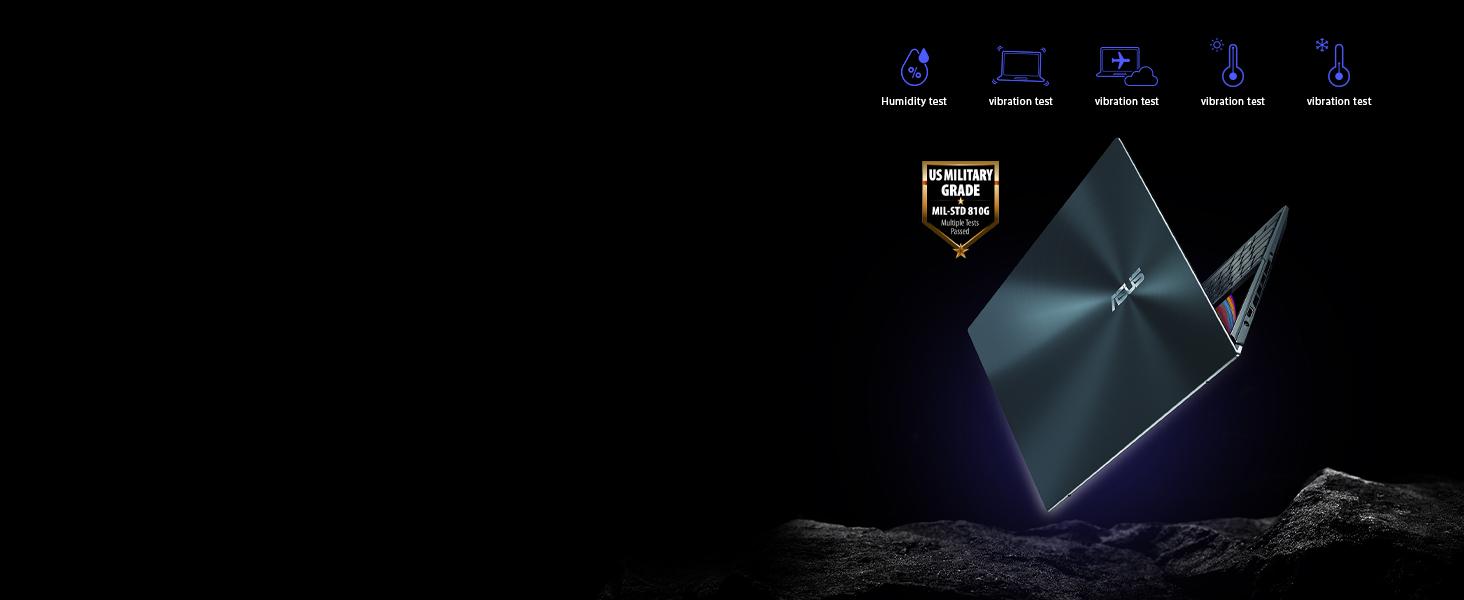 Humidity test
vibration test
vibration test
vibration test
vibration test
US MILITARY
GRADE
MIL-STD 810G
Multiple Tests
Passed
ASUS